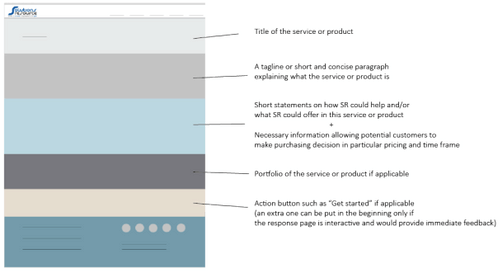 Title of the service or product
A tagline or short and concise paragraph
explaining what the service or product is
Short statements on how SR could help and/or
what SR could offer in this service or product
+
Necessary information allowing potential customers to
make purchasing decision in particular pricing and time frame
Portfolio of the service or product if applicable
Action button such as "Get started" if applicable
(an extra one can be put in the beginning only if
the response page is interactive and would provide immediate feedback)